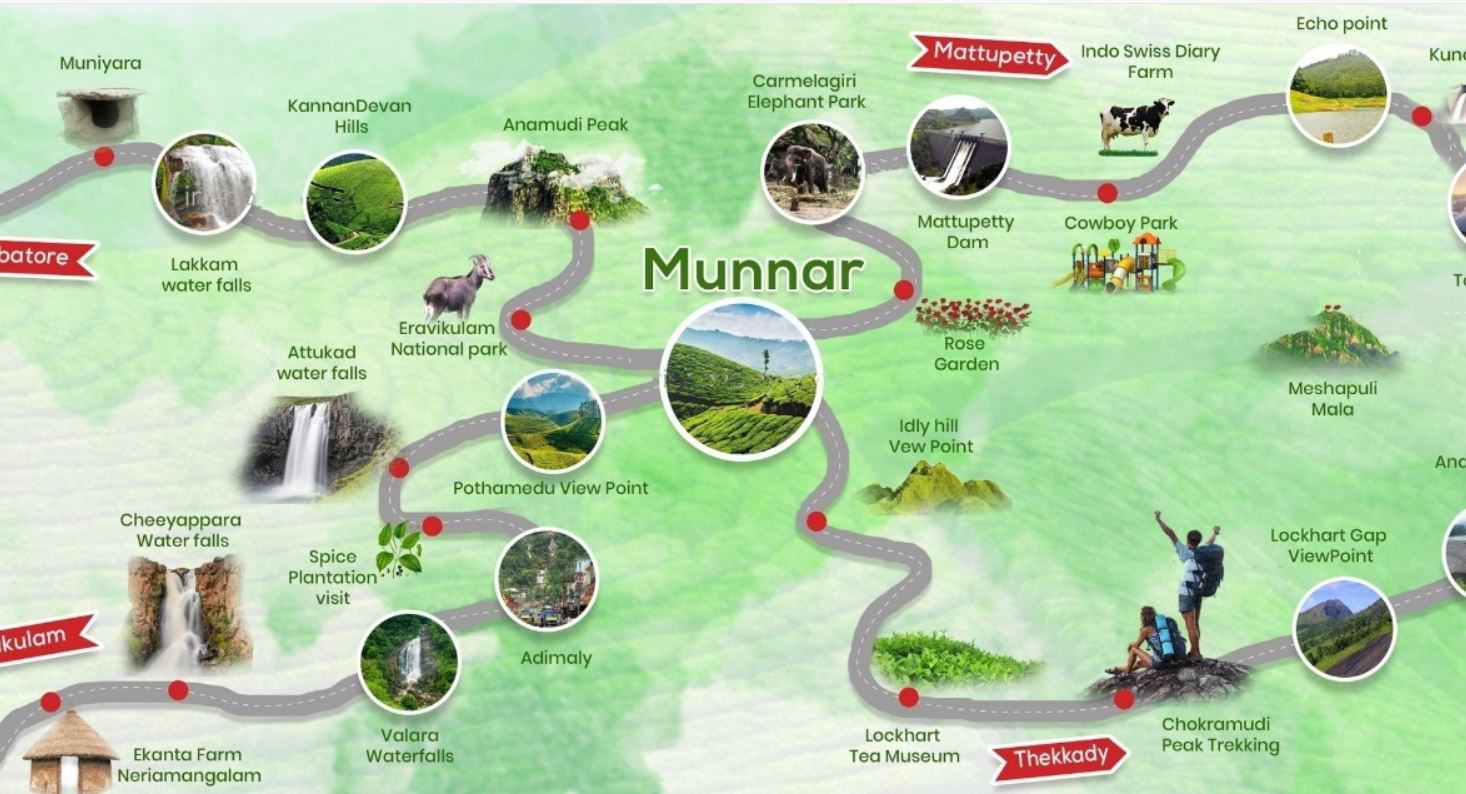 Muniyara
KannanDevan
Hills
Anamudi Peak
Carmelagiri
Elephant Park
Mattupetty
Indo Swiss Diary
Farm
Echo point
batore
Lakkam
water falls
Munnar
Mattupetty
Dam
Cowboy Park
Eravikulam
National park
Rose
Garden
Attukad
water falls
Meshapuli
Mala
Idly hill
Vew Point
Pothamedu View Point
Cheeyappara
Water falls
Spice
Plantation
visit
Lockhart Gap
ViewPoint
kulam
Adimaly
Valara
Waterfalls
Ekanta Farm
Neriamangalam
Lockhart
Tea Museum
Thekkady
Chokramudi
Peak Trekking